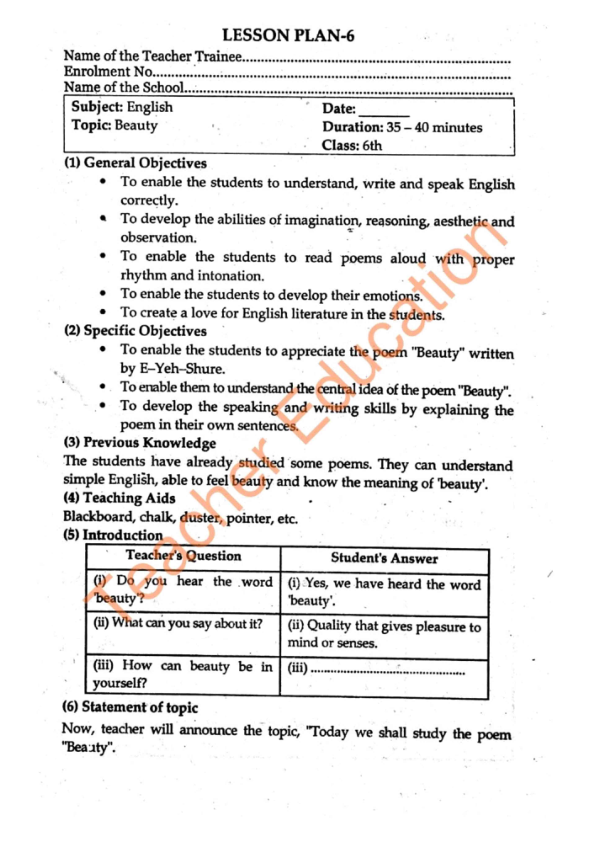 LESSON PLAN-6
Name of the Teacher Trainee.....................................................................
Enrolment No.........................................................................................
Name of the School.................................................................................
Subject: English Date: _______
Topic: Beauty Duration: 35 – 40 minutes
Class: 6th
(1) General Objectives
• To enable the students to understand, write and speak English
correctly.
• To develop the abilities of imagination, reasoning, aesthetic and
observation.
• To enable the students to read poems aloud with proper
rhythm and intonation.
• To enable the students to develop their emotions.
• To create a love for English literature in the students.
(2) Specific Objectives
• To enable the students to appreciate the poem "Beauty" written
by E–Yeh–Shure.
• To enable them to understand the central idea of the poem "Beauty".
• To develop the speaking and writing skills by explaining the
poem in their own sentences.
(3) Previous Knowledge
The students have already studied some poems. They can understand
simple English, able to feel beauty and know the meaning of 'beauty'.
(4) Teaching Aids
Blackboard, chalk, duster, pointer, etc.
(5) Introduction
Teacher's Question Student's Answer
(i) Do you hear the word (i) Yes, we have heard the word
'beauty'? 'beauty'.
(ii) What can you say about it? (ii) Quality that gives pleasure to
mind or senses.
(iii) How can beauty be in (iii) ...............................................
yourself?
(6) Statement of topic
Now, teacher will announce the topic, "Today we shall study the poem
"Beauty".
Teacher Education